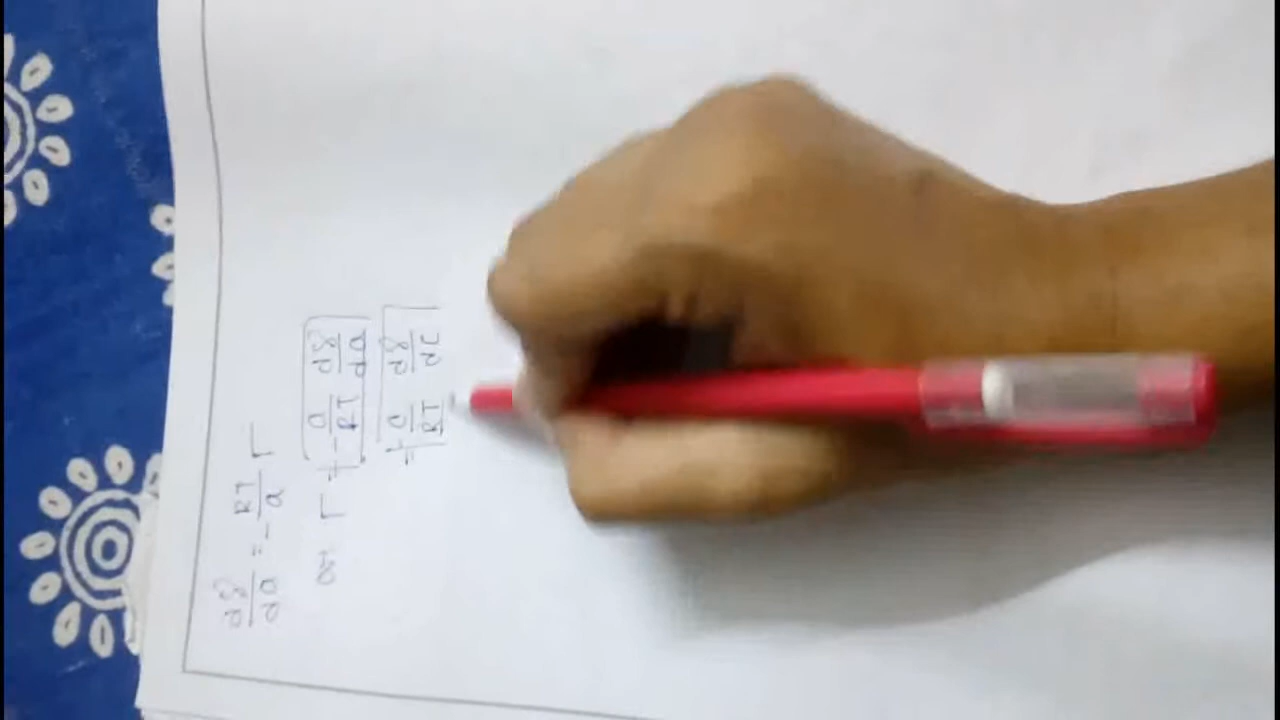 dγ/da = - RT/a Γ
or Γ = - a/RT dγ/da
= - a/RT dγ/dc